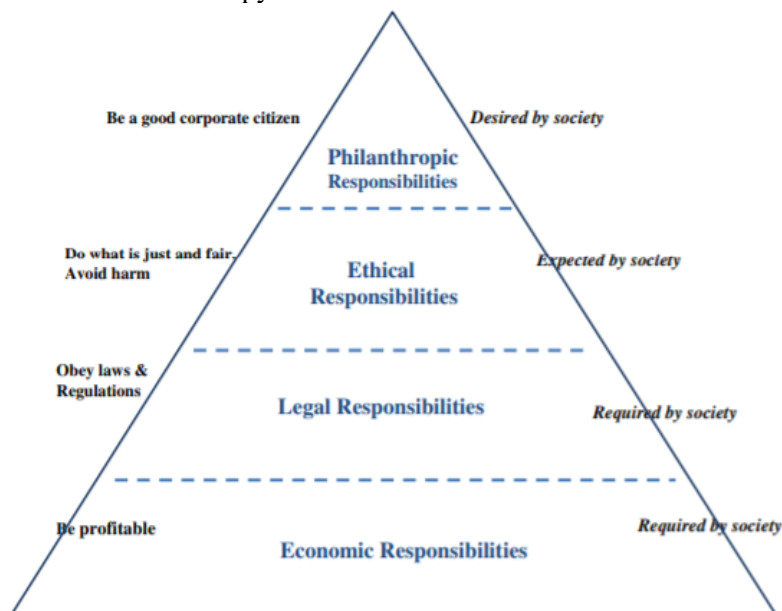 Be a good corporate citizen
Desired by society
Philanthropic
Responsibilities
Do what is just and fair-
Avoid harm
Expected by society
Ethical
Responsibilities
Obey laws &
Regulations
Legal Responsibilities
Required by society
Be profitable
Required by society
Economic Responsibilities